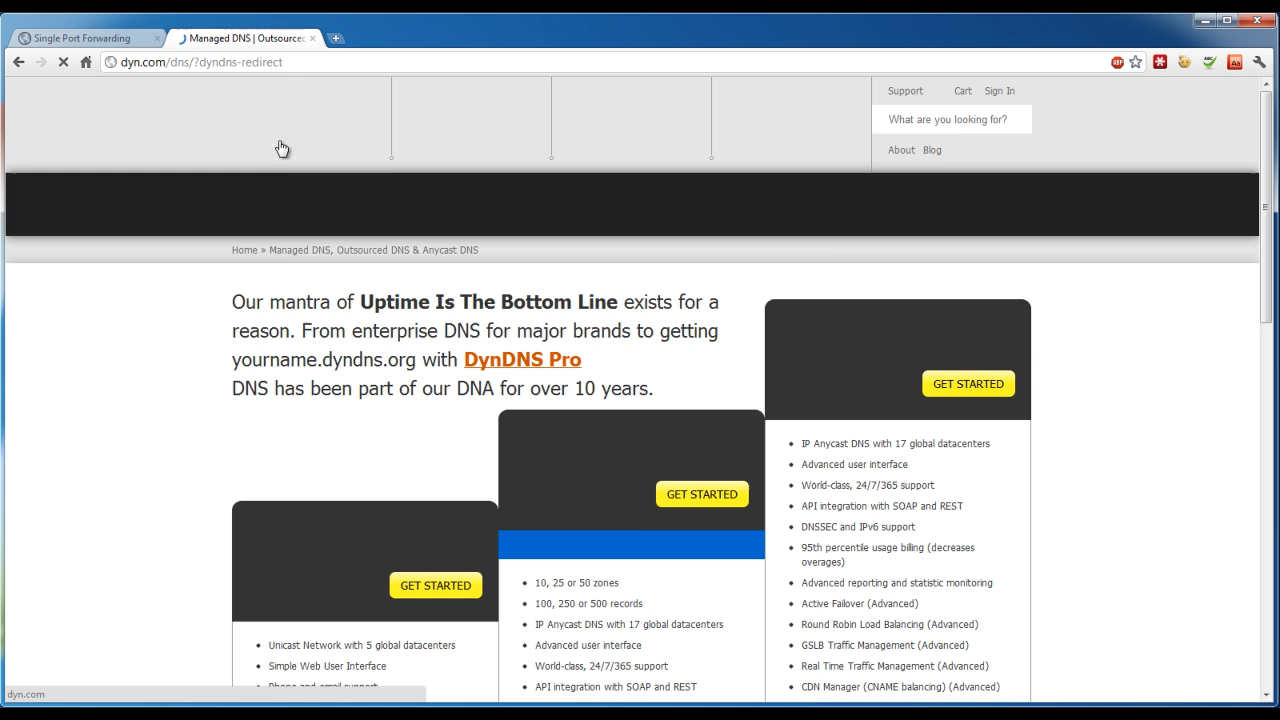 Single Port Forwarding
Managed DNS | Outsource
dyn.com/dns/?dyndns-redirect
Support Cart Sign In
What are you looking for?
About Blog
Home » Managed DNS, Outsourced DNS & Anycast DNS
Our mantra of Uptime Is The Bottom Line exists for a
reason. From enterprise DNS for major brands to getting
yourname.dyndns.org with DynDNS Pro
DNS has been part of our DNA for over 10 years.
GET STARTED
IP Anycast DNS with 17 global datacenters
Advanced user interface
World-class, 24/7/365 support
API integration with SOAP and REST
DNSSEC and IPv6 support
95th percentile usage billing (decreases
overages)
Advanced reporting and statistic monitoring
Active Failover (Advanced)
Round Robin Load Balancing (Advanced)
GSLB Traffic Management (Advanced)
Real Time Traffic Management (Advanced)
CDN Manager (CNAME balancing) (Advanced)
GET STARTED
10, 25 or 50 zones
100, 250 or 500 records
IP Anycast DNS with 17 global datacenters
Advanced user interface
World-class, 24/7/365 support
API integration with SOAP and REST
GET STARTED
Unicast Network with 5 global datacenters
Simple Web User Interface
Phone and email support
dyn.com